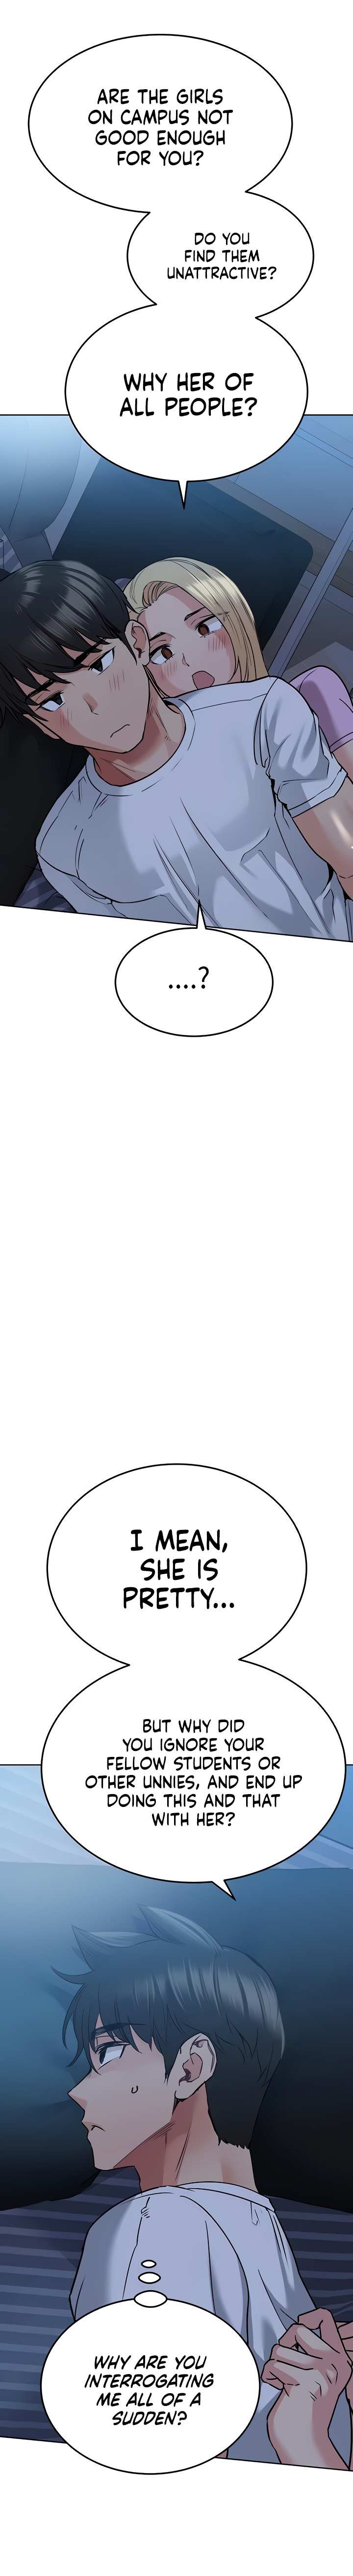 ARE THE GIRLS
ON CAMPUS NOT
GOOD ENOUGH
FOR YOU?
DO YOU
FIND THEM
UNATTRACTIVE?
WHY HER OF
ALL PEOPLE?
....?
I MEAN,
SHE IS
PRETTY...
BUT WHY DID
YOU IGNORE YOUR
FELLOW STUDENTS OR
OTHER UNNIES, AND END UP
DOING THIS AND THAT
WITH HER?
WHY ARE YOU
INTERROGATING
ME ALL OF A
SUDDEN?